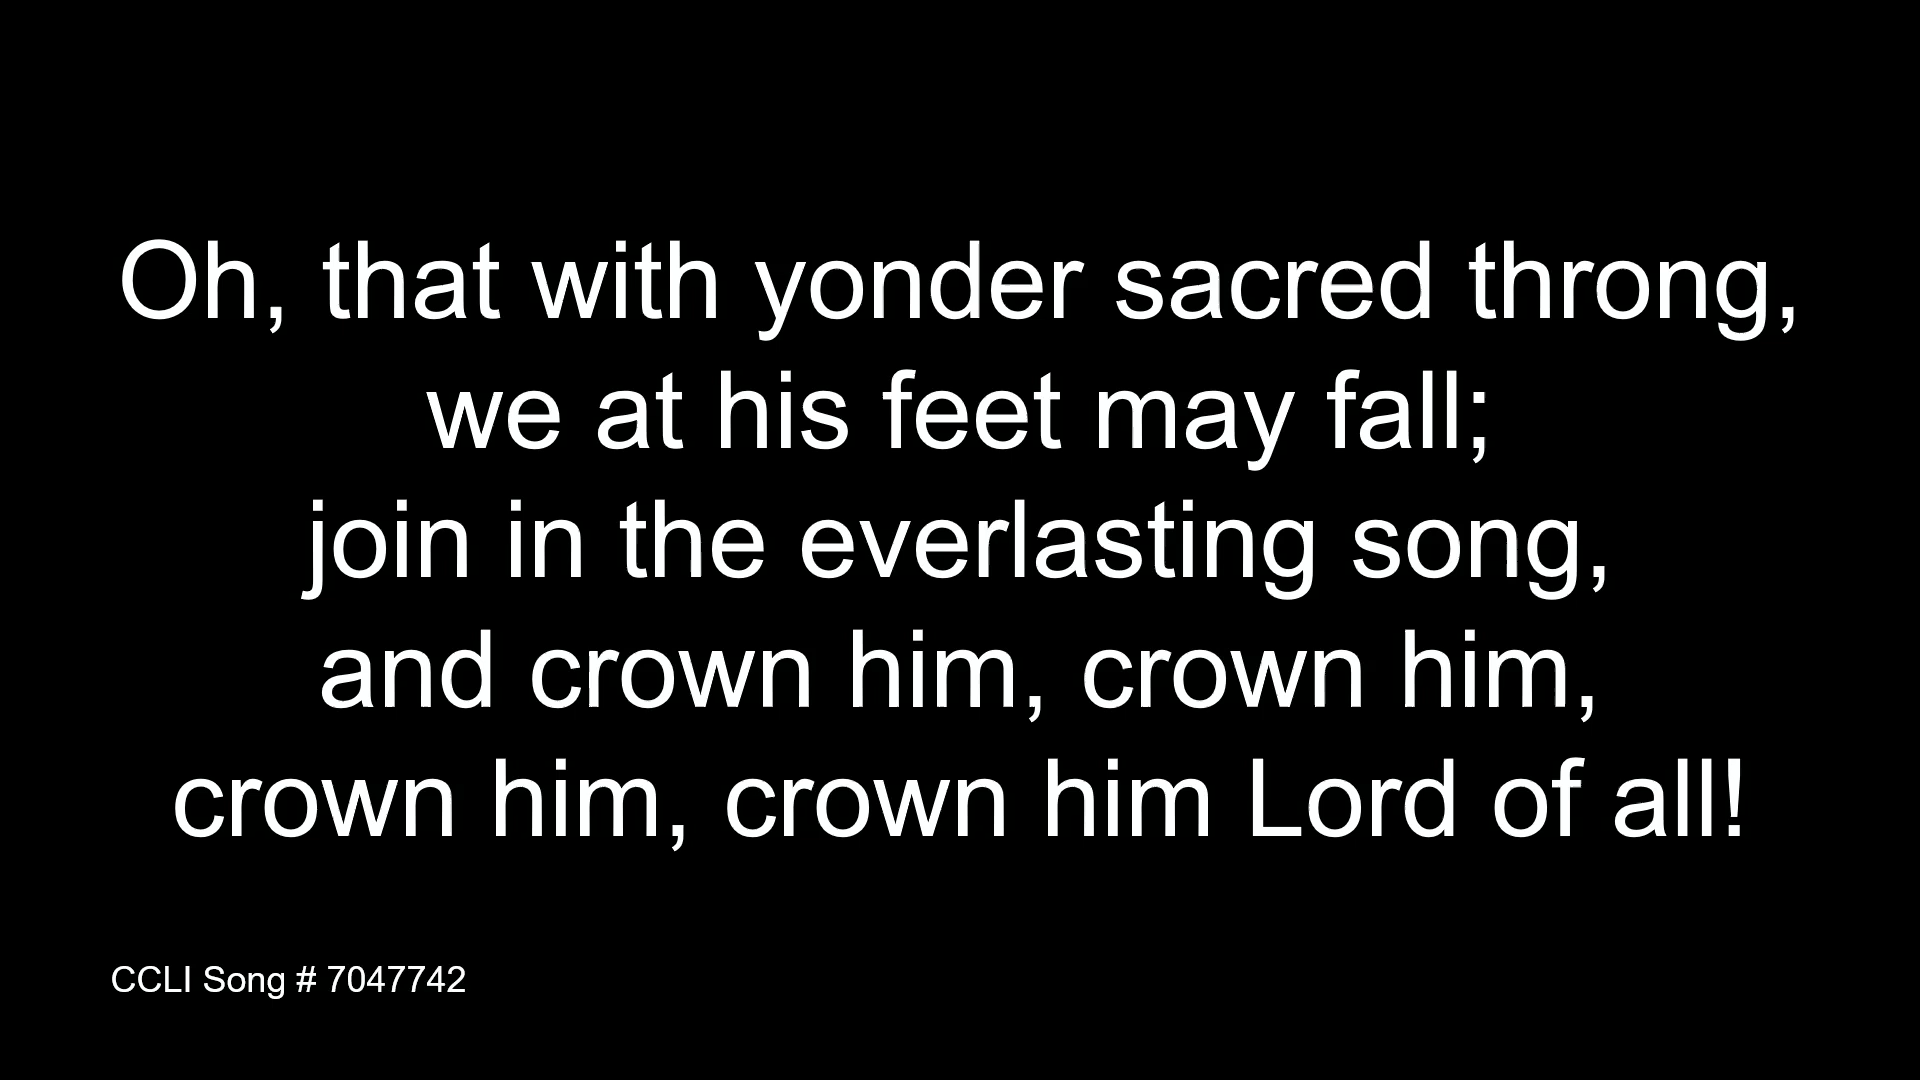 Oh, that with yonder sacred throng,
we at his feet may fall;
join in the everlasting song,
and crown him, crown him,
crown him, crown him Lord of all!
CCLI Song # 7047742